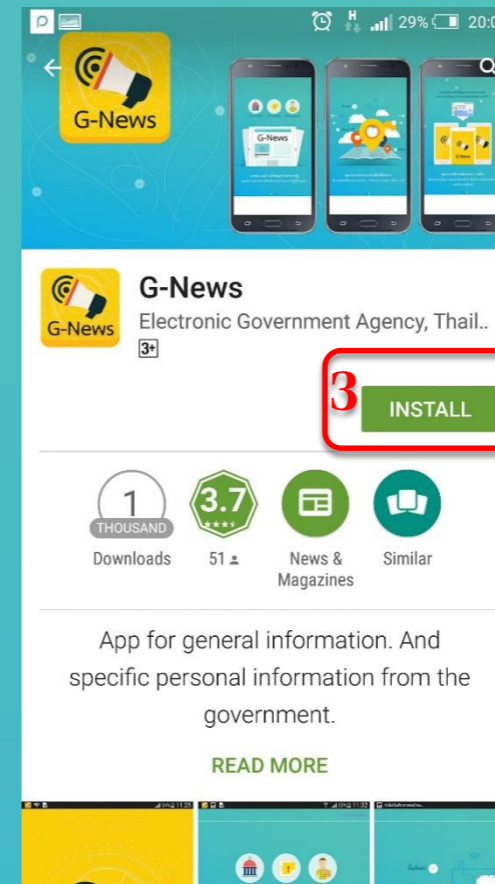 H 29% 20:0
G-News
G-News
G-News
G-News
Electronic Government Agency, Thail..
3+
3
INSTALL
1
THOUSAND
3.7
Downloads
51
News &
Magazines
Similar
App for general information. And
specific personal information from the
government.
READ MORE